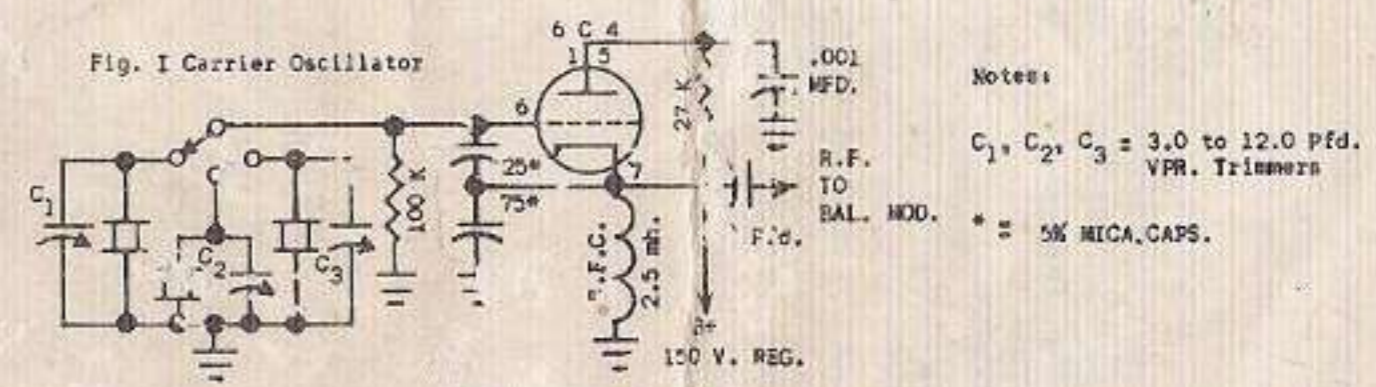 Fig. I Carrier Oscillator
6 C 4
1 5
6
7
C1
C2
C3
100 K
25*
75*
R.F.C.
2.5 mh.
27 K
.001
MFD.
R.F.
TO
BAL. MOD.
B+
150 V. REG.
Notes:
C1, C2, C3 = 3.0 to 12.0 Pfd.
VPR. Trimmers
* = 5% MICA.CAPS.